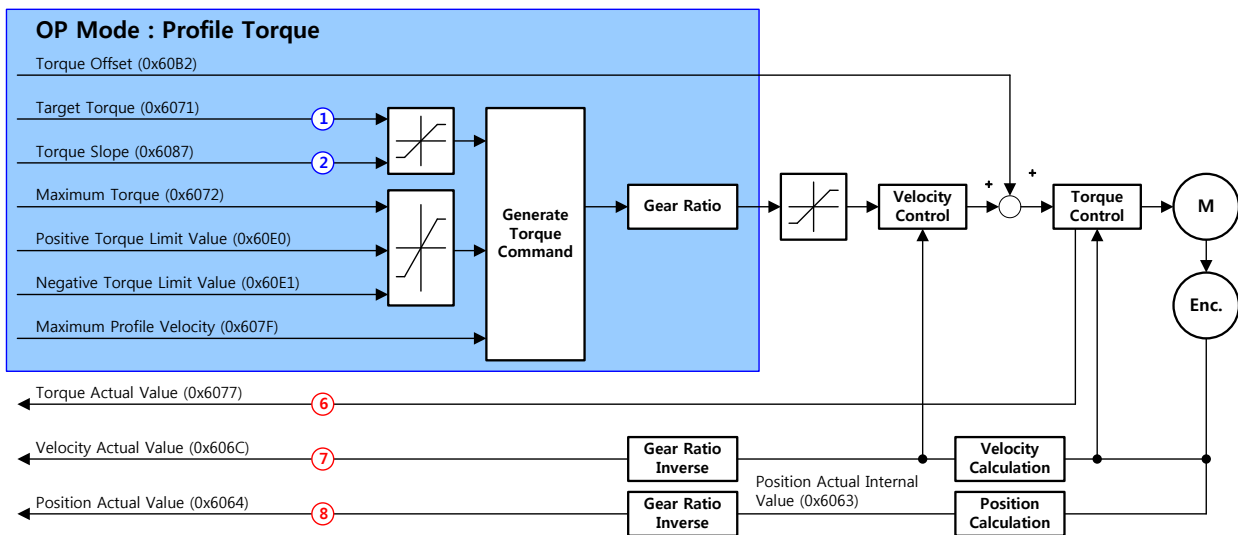 OP Mode : Profile Torque
Torque Offset (0x60B2)
Target Torque (0x6071)
1
Torque Slope (0x6087)
2
Maximum Torque (0x6072)
Positive Torque Limit Value (0x60E0)
Negative Torque Limit Value (0x60E1)
Maximum Profile Velocity (0x607F)
Generate
Torque
Command
Gear Ratio
Velocity
Control
+
+
Torque
Control
M
Enc.
Torque Actual Value (0x6077)
6
Velocity Actual Value (0x606C)
7
Gear Ratio
Inverse
Velocity
Calculation
Position Actual Internal
Value (0x6063)
Position Actual Value (0x6064)
8
Gear Ratio
Inverse
Position
Calculation